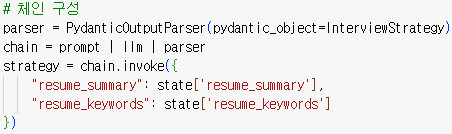 # 체인 구성
parser = PydanticOutputParser(pydantic_object=InterviewStrategy)
chain = prompt | llm | parser
strategy = chain.invoke({
    "resume_summary": state['resume_summary'],
    "resume_keywords": state['resume_keywords']
})